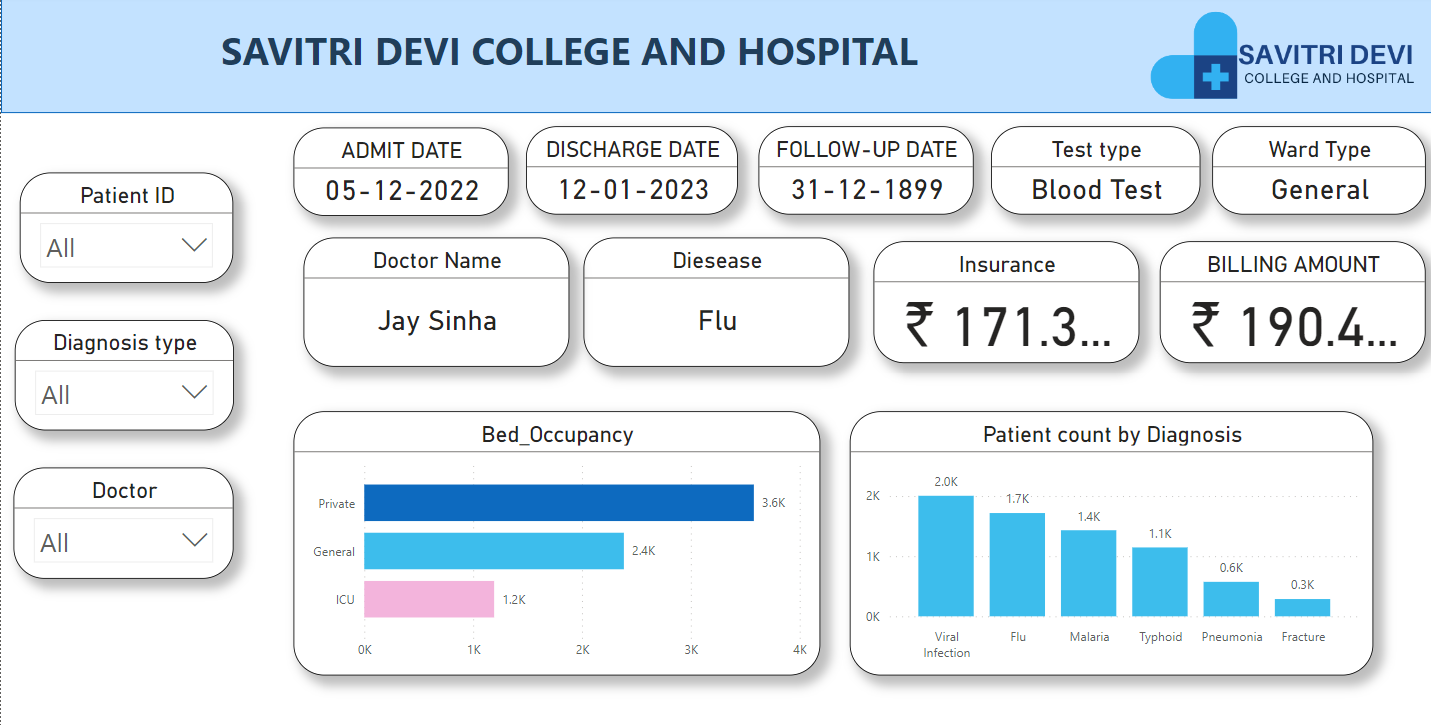 SAVITRI DEVI COLLEGE AND HOSPITAL
SAVITRI DEVI
COLLEGE AND HOSPITAL
ADMIT DATE
05-12-2022
DISCHARGE DATE
12-01-2023
FOLLOW-UP DATE
31-12-1899
Test type
Blood Test
Ward Type
General
Patient ID
All
Diagnosis type
All
Doctor
All
Doctor Name
Jay Sinha
Diesease
Flu
Insurance
₹ 171.3...
BILLING AMOUNT
₹ 190.4...
Bed_Occupancy
Private
3.6K
General
2.4K
ICU
1.2K
0K
1K
2K
3K
4K
Patient count by Diagnosis
2K
1K
0K
2.0K
1.7K
1.4K
1.1K
0.6K
0.3K
Viral
Infection
Flu
Malaria
Typhoid
Pneumonia
Fracture